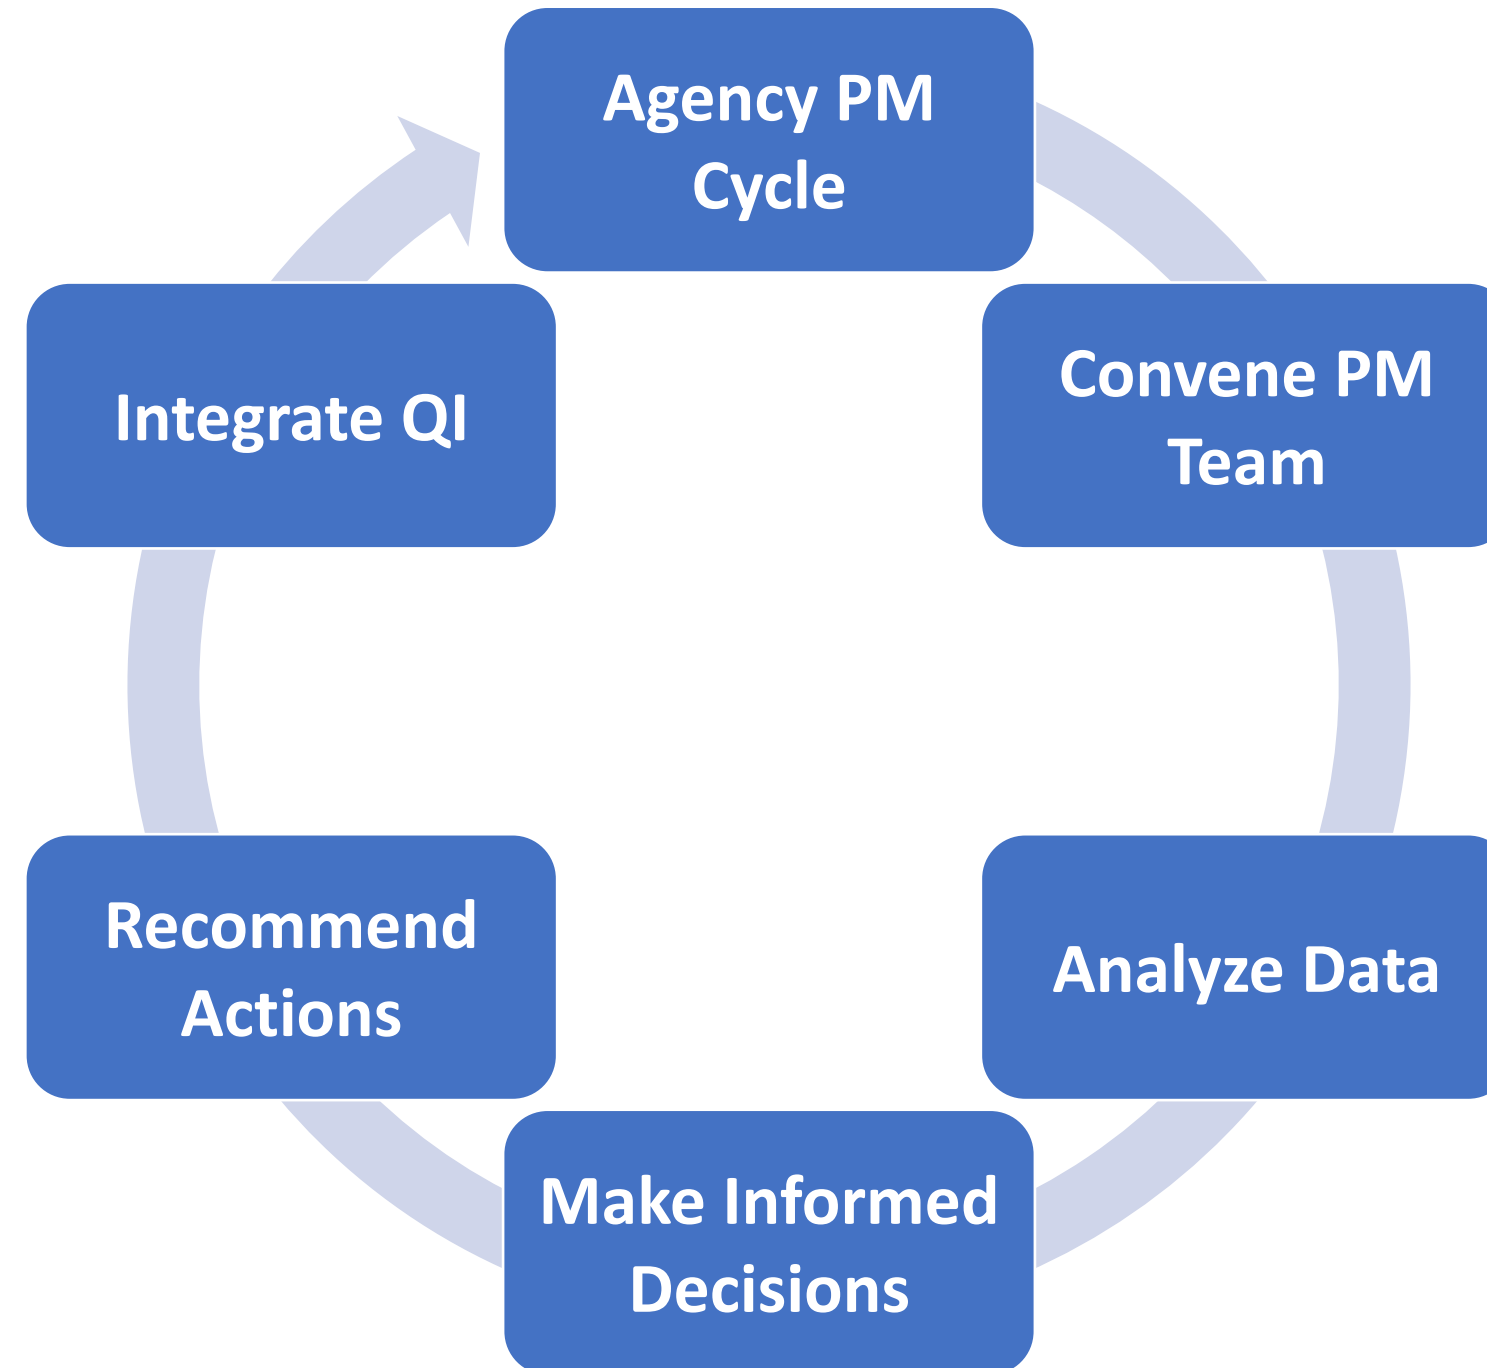 Agency PM
Cycle
Convene PM
Team
Analyze Data
Make Informed
Decisions
Recommend
Actions
Integrate QI